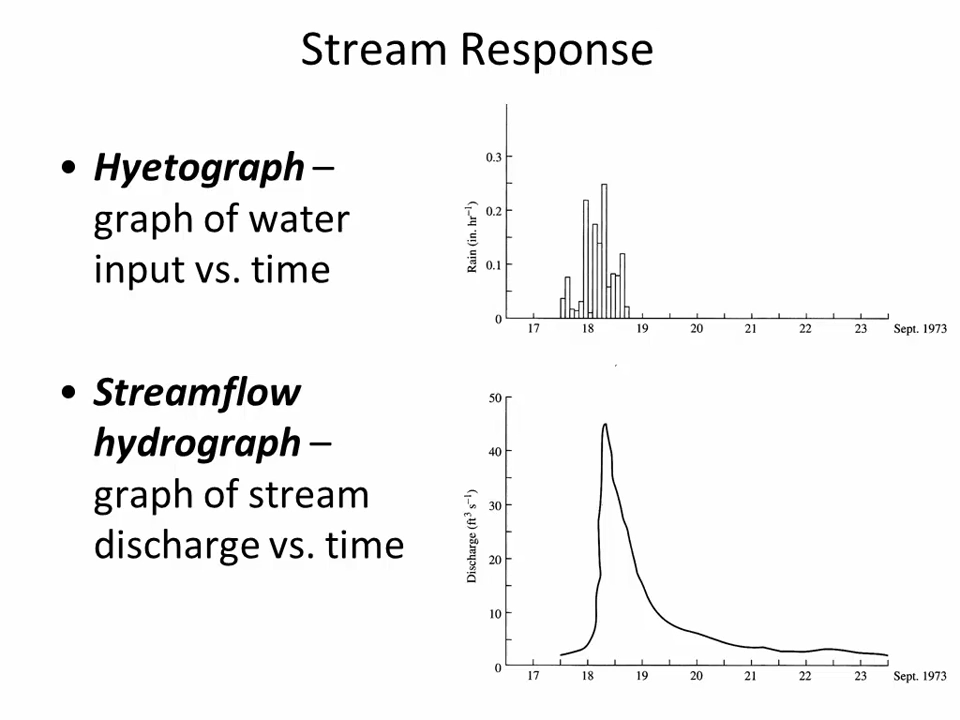 Stream Response
• Hyetograph –
graph of water
input vs. time
• Streamflow
hydrograph –
graph of stream
discharge vs. time
0.3
0.2
0.1
0
Rain (in. hr⁻¹)
17 18 19 20 21 22 23 Sept. 1973
50
40
30
20
10
0
Discharge (ft³ s⁻¹)
17 18 19 20 21 22 23 Sept. 1973